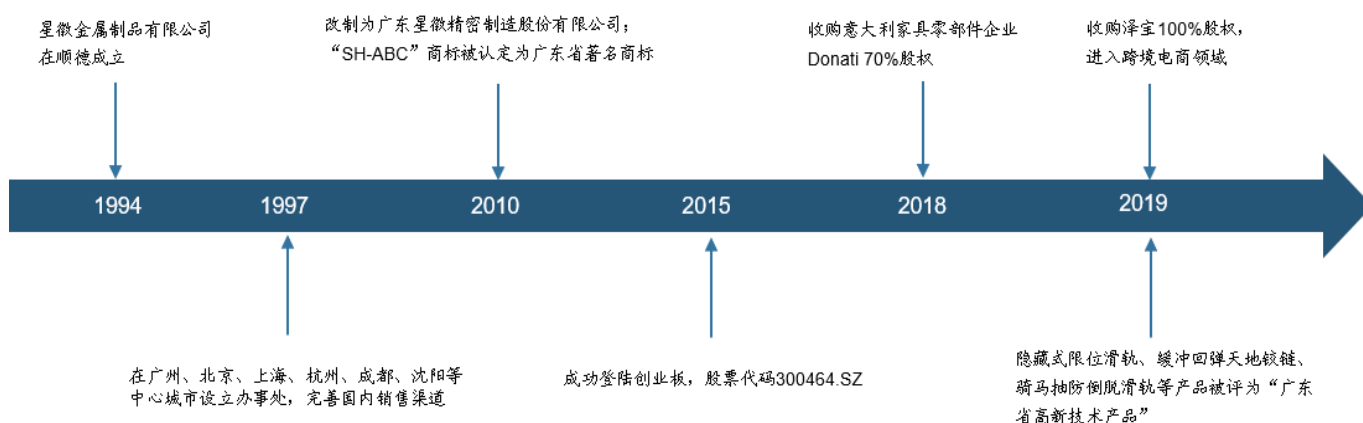 星徽金属制品有限公司
在顺德成立
改制为广东星徽精密制造股份有限公司；
“SH-ABC”商标被认定为广东省著名商标
收购意大利家具零部件企业
Donati 70%股权
收购泽宝100%股权，
进入跨境电商领域
1994
1997
2010
2015
2018
2019
在广州、北京、上海、杭州、成都、沈阳等
中心城市设立办事处，完善国内销售渠道
成功登陆创业板，股票代码300464.SZ
隐藏式限位滑轨、缓冲回弹天地铰链、
骑马抽防倒脱滑轨等产品被评为“广东
省高新技术产品”